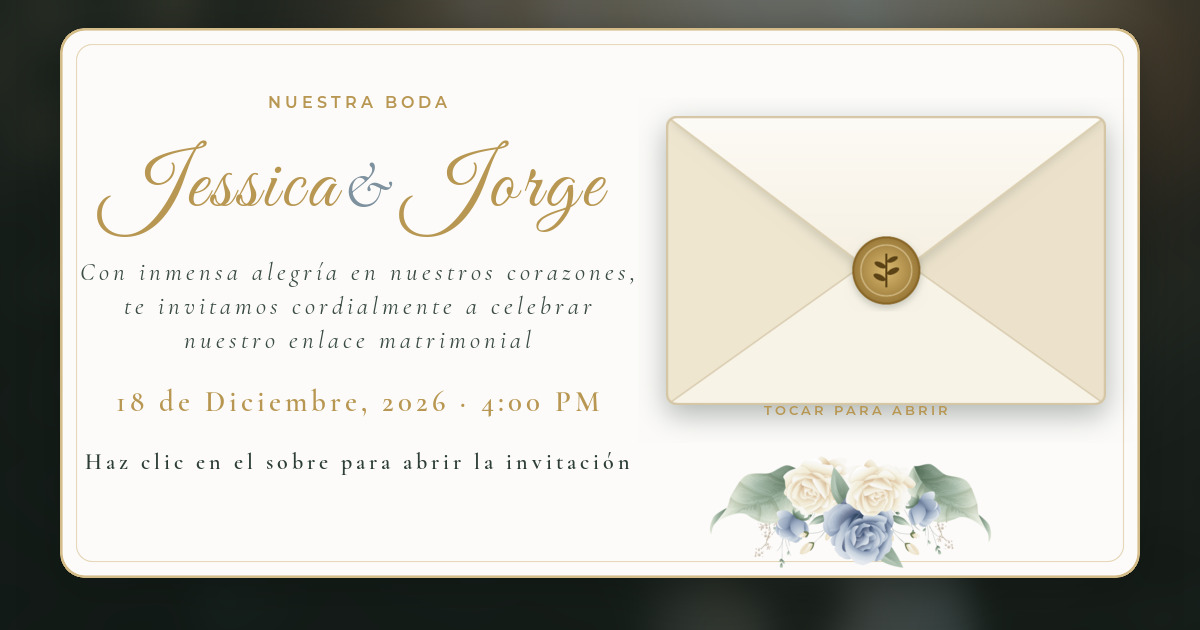 NUESTRA BODA
Jessica & Jorge
Con inmensa alegría en nuestros corazones,
te invitamos cordialmente a celebrar
nuestro enlace matrimonial
18 de Diciembre, 2026 · 4:00 PM
Haz clic en el sobre para abrir la invitación
TOCAR PARA ABRIR